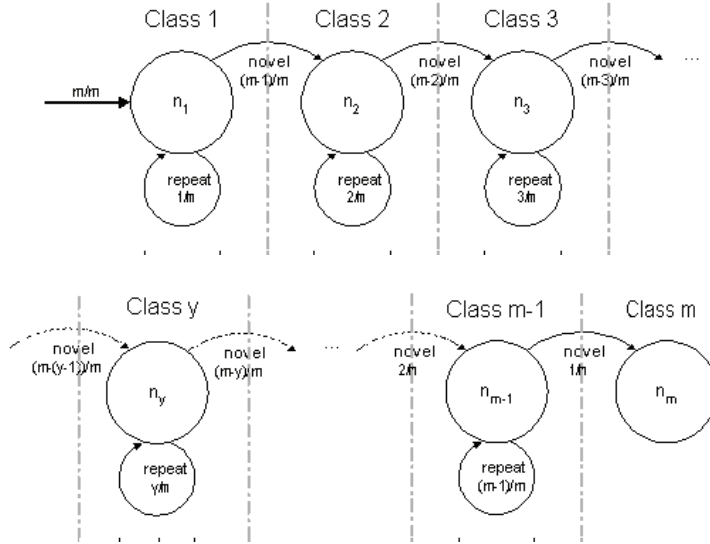 Class 1 Class 2 Class 3
m/m
novel
(m-1)/m
novel
(m-2)/m
novel
(m-3)/m
...
n1
n2
n3
repeat
1/m
repeat
2/m
repeat
3/m
Class y Class m-1 Class m
novel
(m-(y-1))/m
novel
(m-y)/m
...
novel
2/m
novel
1/m
ny
nm-1
nm
repeat
y/m
repeat
(m-1)/m